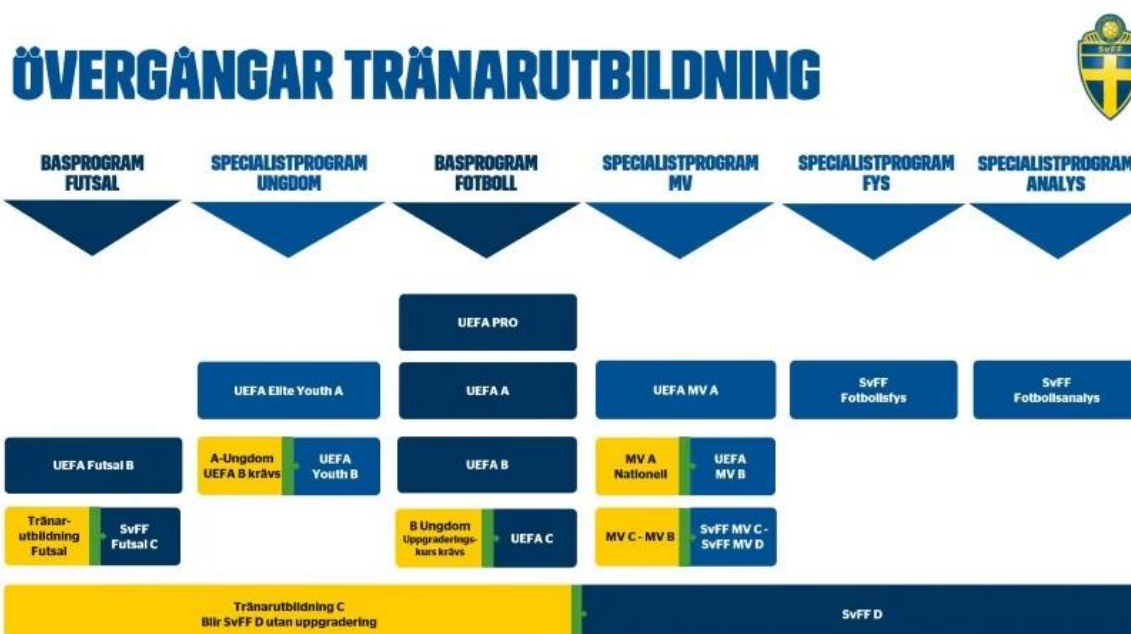 ÖVERGÅNGAR TRÄNARUTBILDNING
SvFF
BASPROGRAM
FUTSAL
SPECIALISTPROGRAM
UNGDOM
BASPROGRAM
FOTBOLL
SPECIALISTPROGRAM
MV
SPECIALISTPROGRAM
FYS
SPECIALISTPROGRAM
ANALYS
UEFA PRO
UEFA Elite Youth A
UEFA A
UEFA MV A
SvFF
Fotbollsfys
SvFF
Fotbollsanalys
UEFA Futsal B
A-Ungdom
UEFA B krävs
UEFA
Youth B
UEFA B
MV A
Nationell
UEFA
MV B
Tränar-
utbildning
Futsal
SvFF
Futsal C
B Ungdom
Uppgraderings-
kurs krävs
UEFA C
MV C - MV B
SvFF MV C -
SvFF MV D
Tränarutbildning C
Blir SvFF D utan uppgradering
SvFF D